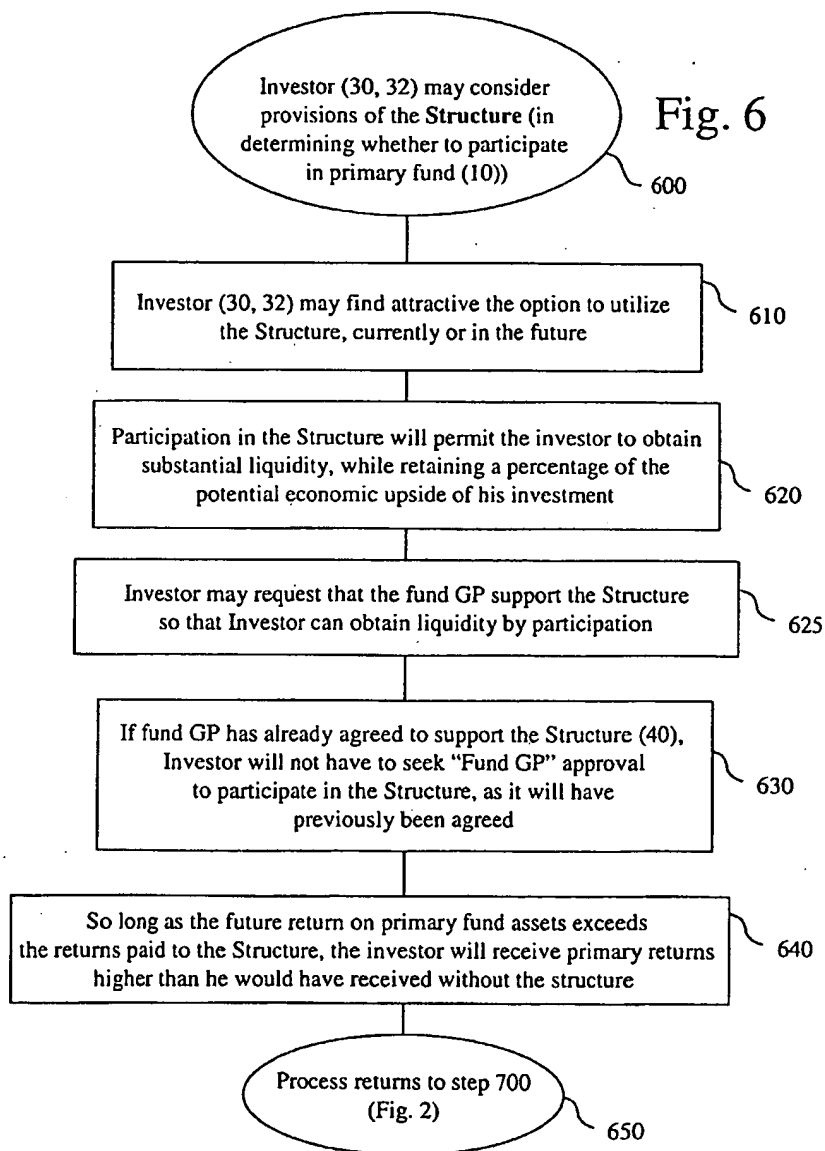 Fig. 6
Investor (30, 32) may consider
provisions of the Structure (in
determining whether to participate
in primary fund (10))
600
Investor (30, 32) may find attractive the option to utilize
the Structure, currently or in the future
610
Participation in the Structure will permit the investor to obtain
substantial liquidity, while retaining a percentage of the
potential economic upside of his investment
620
Investor may request that the fund GP support the Structure
so that Investor can obtain liquidity by participation
625
If fund GP has already agreed to support the Structure (40),
Investor will not have to seek “Fund GP” approval
to participate in the Structure, as it will have
previously been agreed
630
So long as the future return on primary fund assets exceeds
the returns paid to the Structure, the investor will receive primary returns
higher than he would have received without the structure
640
Process returns to step 700
(Fig. 2)
650